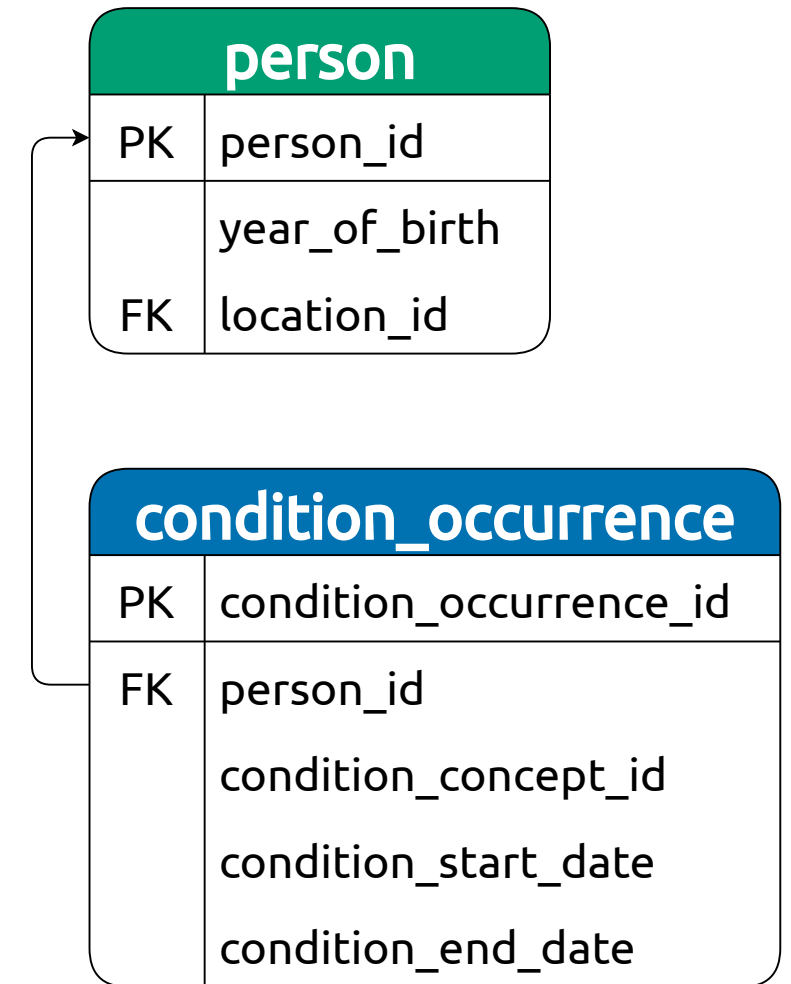 person
PK person_id
year_of_birth
FK location_id
condition_occurrence
PK condition_occurrence_id
FK person_id
condition_concept_id
condition_start_date
condition_end_date